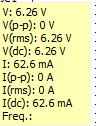 V: 6.26 V
V(p-p): 0 V
V(rms): 6.26 V
V(dc): 6.26 V
I: 62.6 mA
I(p-p): 0 A
I(rms): 0 A
I(dc): 62.6 mA
Freq.: